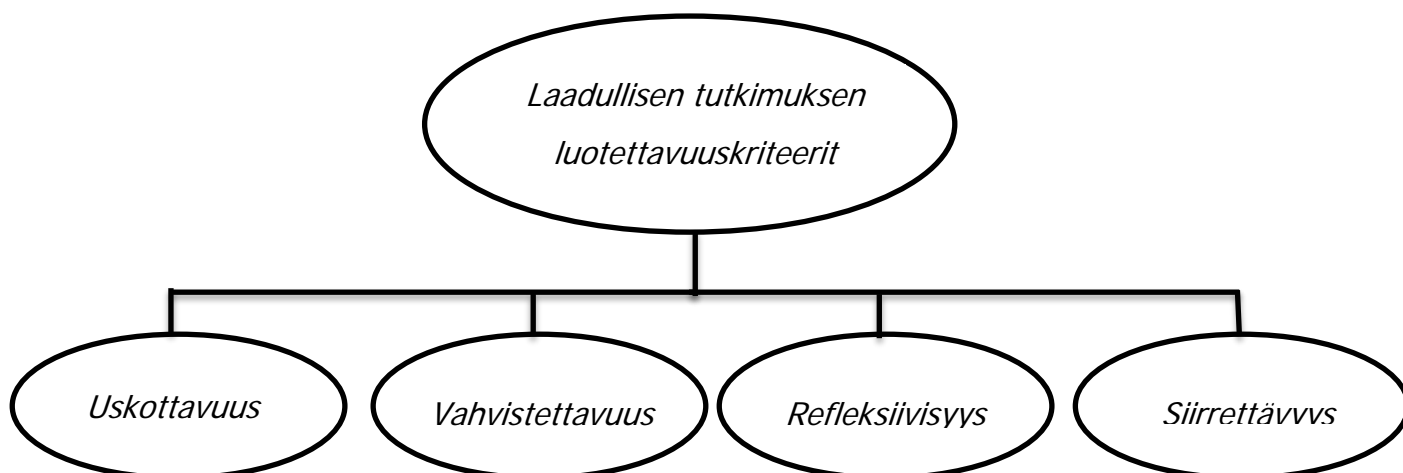 Laadullisen tutkimuksen
luotettavuuskriteerit
Uskottavuus
Vahvistettavuus
Refleksiivisyys
Siirrettävyys